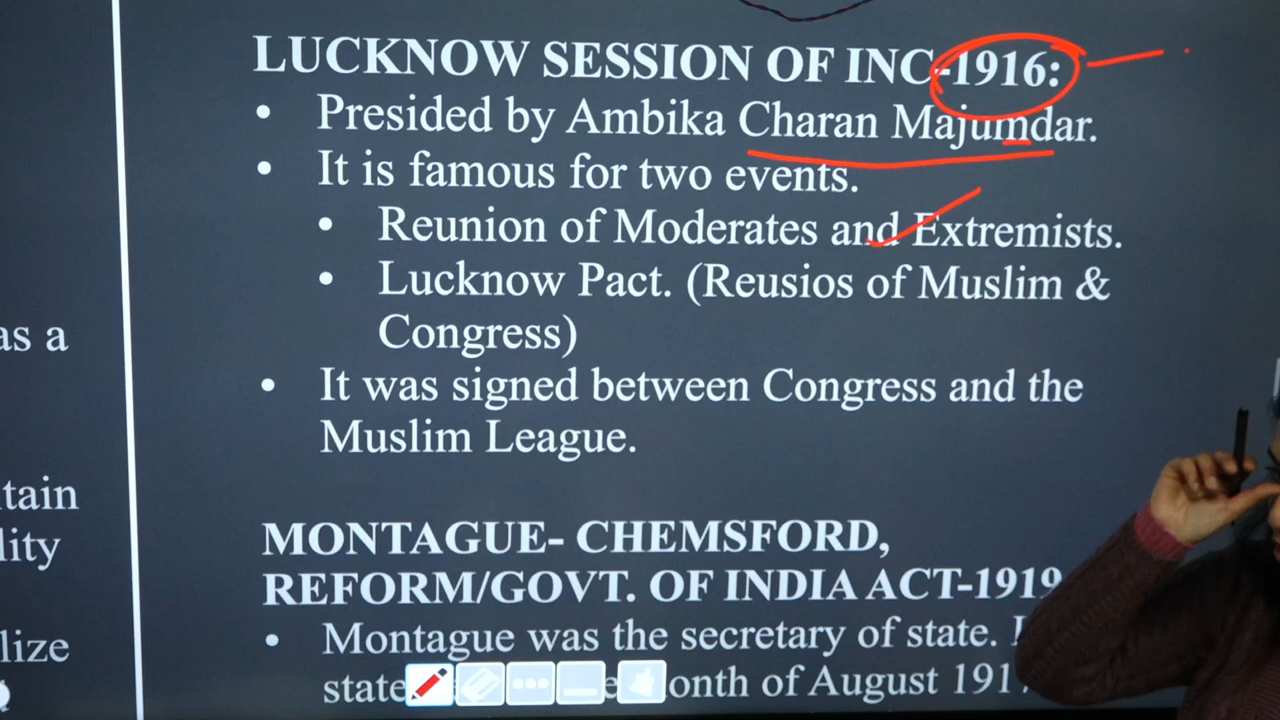 LUCKNOW SESSION OF INC-1916:
• Presided by Ambika Charan Majumdar.
• It is famous for two events.
• Reunion of Moderates and Extremists.
• Lucknow Pact. (Reusios of Muslim &
Congress)
• It was signed between Congress and the
Muslim League.
MONTAGUE- CHEMSFORD,
REFORM/GOVT. OF INDIA ACT-1919
• Montague was the secretary of state.
state onth of August 191
as a
tain
lity
lize